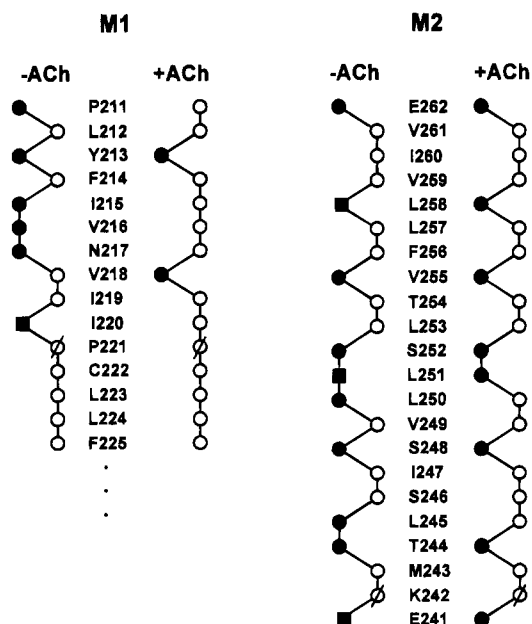 M1
M2
-ACh
+ACh
-ACh
+ACh
P211
L212
Y213
F214
I215
V216
N217
V218
I219
I220
P221
C222
L223
L224
F225
E262
V261
I260
V259
L258
L257
F256
V255
T254
L253
S252
L251
L250
V249
S248
I247
S246
L245
T244
M243
K242
E241